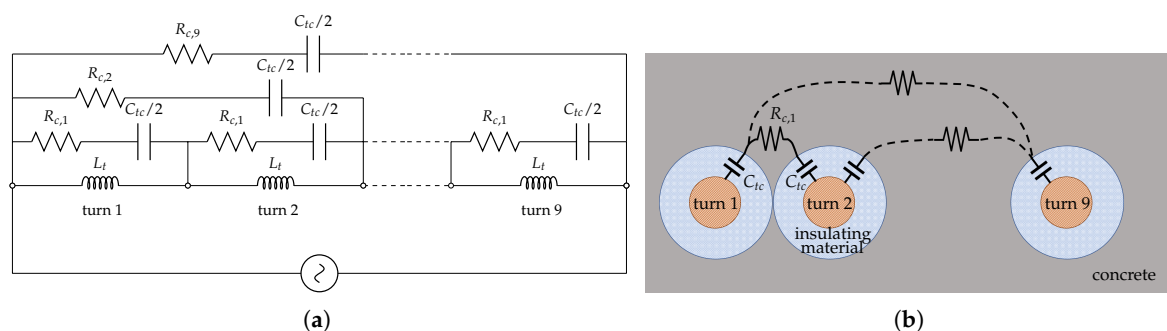 R_{c,9}
C_{tc}/2
R_{c,2}
C_{tc}/2
R_{c,1}
C_{tc}/2
R_{c,1}
C_{tc}/2
R_{c,1}
C_{tc}/2
L_t
L_t
L_t
turn 1
turn 2
turn 9
(a)
R_{c,1}
C_{tc}
C_{tc}
turn 1
turn 2
turn 9
insulating
material
concrete
(b)